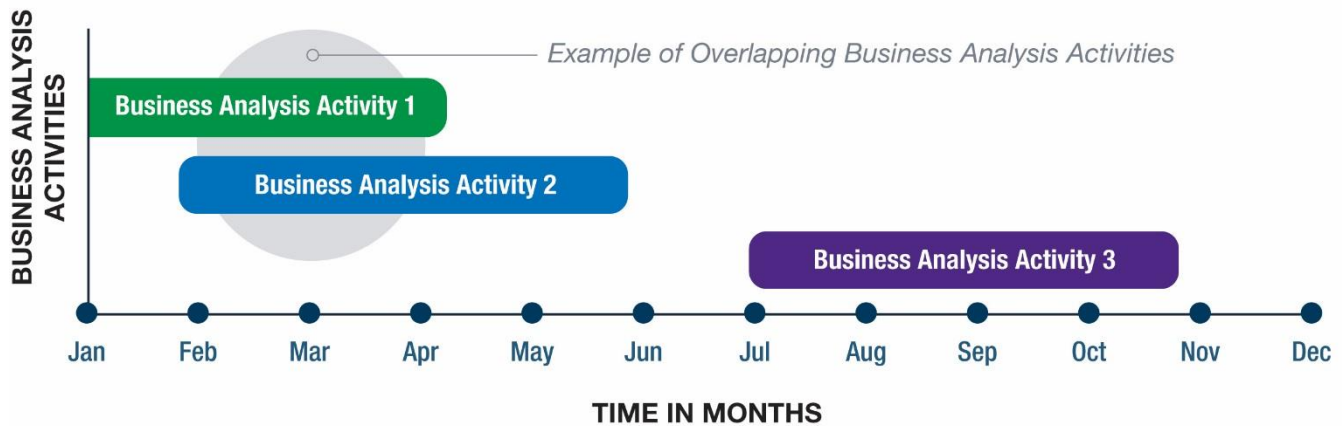 BUSINESS ANALYSIS
ACTIVITIES
Example of Overlapping Business Analysis Activities
Business Analysis Activity 1
Business Analysis Activity 2
Business Analysis Activity 3
Jan Feb Mar Apr May Jun Jul Aug Sep Oct Nov Dec
TIME IN MONTHS